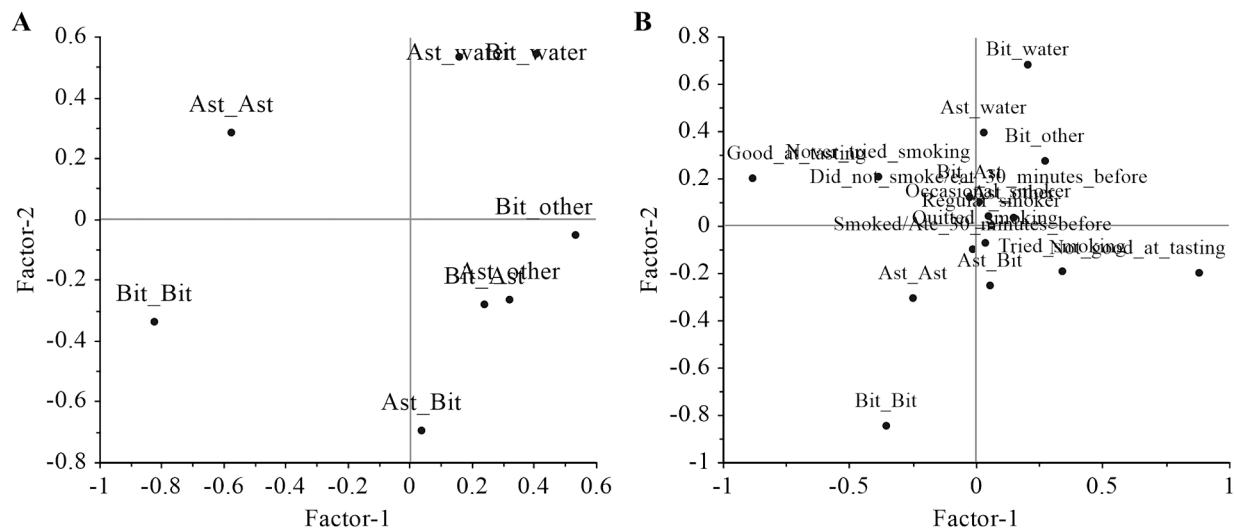 A
0.6
0.4
0.2
0
-0.2
-0.4
-0.6
-0.8
-1
-0.8
-0.6
-0.4
-0.2
0
0.2
0.4
0.6
Factor-2
Factor-1
Ast_water
Bit_water
Ast_Ast
Bit_other
Ast_other
Bit_Ast
Bit_Bit
Ast_Bit
B
0.8
0.6
0.4
0.2
0
-0.2
-0.4
-0.6
-0.8
-1
-1
-0.5
0
0.5
1
Factor-2
Factor-1
Bit_water
Ast_water
Bit_other
Never_tried_smoking
Good_at_tasting
Bit_Ast
Did_not_smoke/eat_30_minutes_before
Occasional_smoker
Ast_other
Regular_smoker
Quitted_smoking
Smoked/Ate_30_minutes_before
Tried_smoking
Not_good_at_tasting
Ast_Bit
Ast_Ast
Bit_Bit